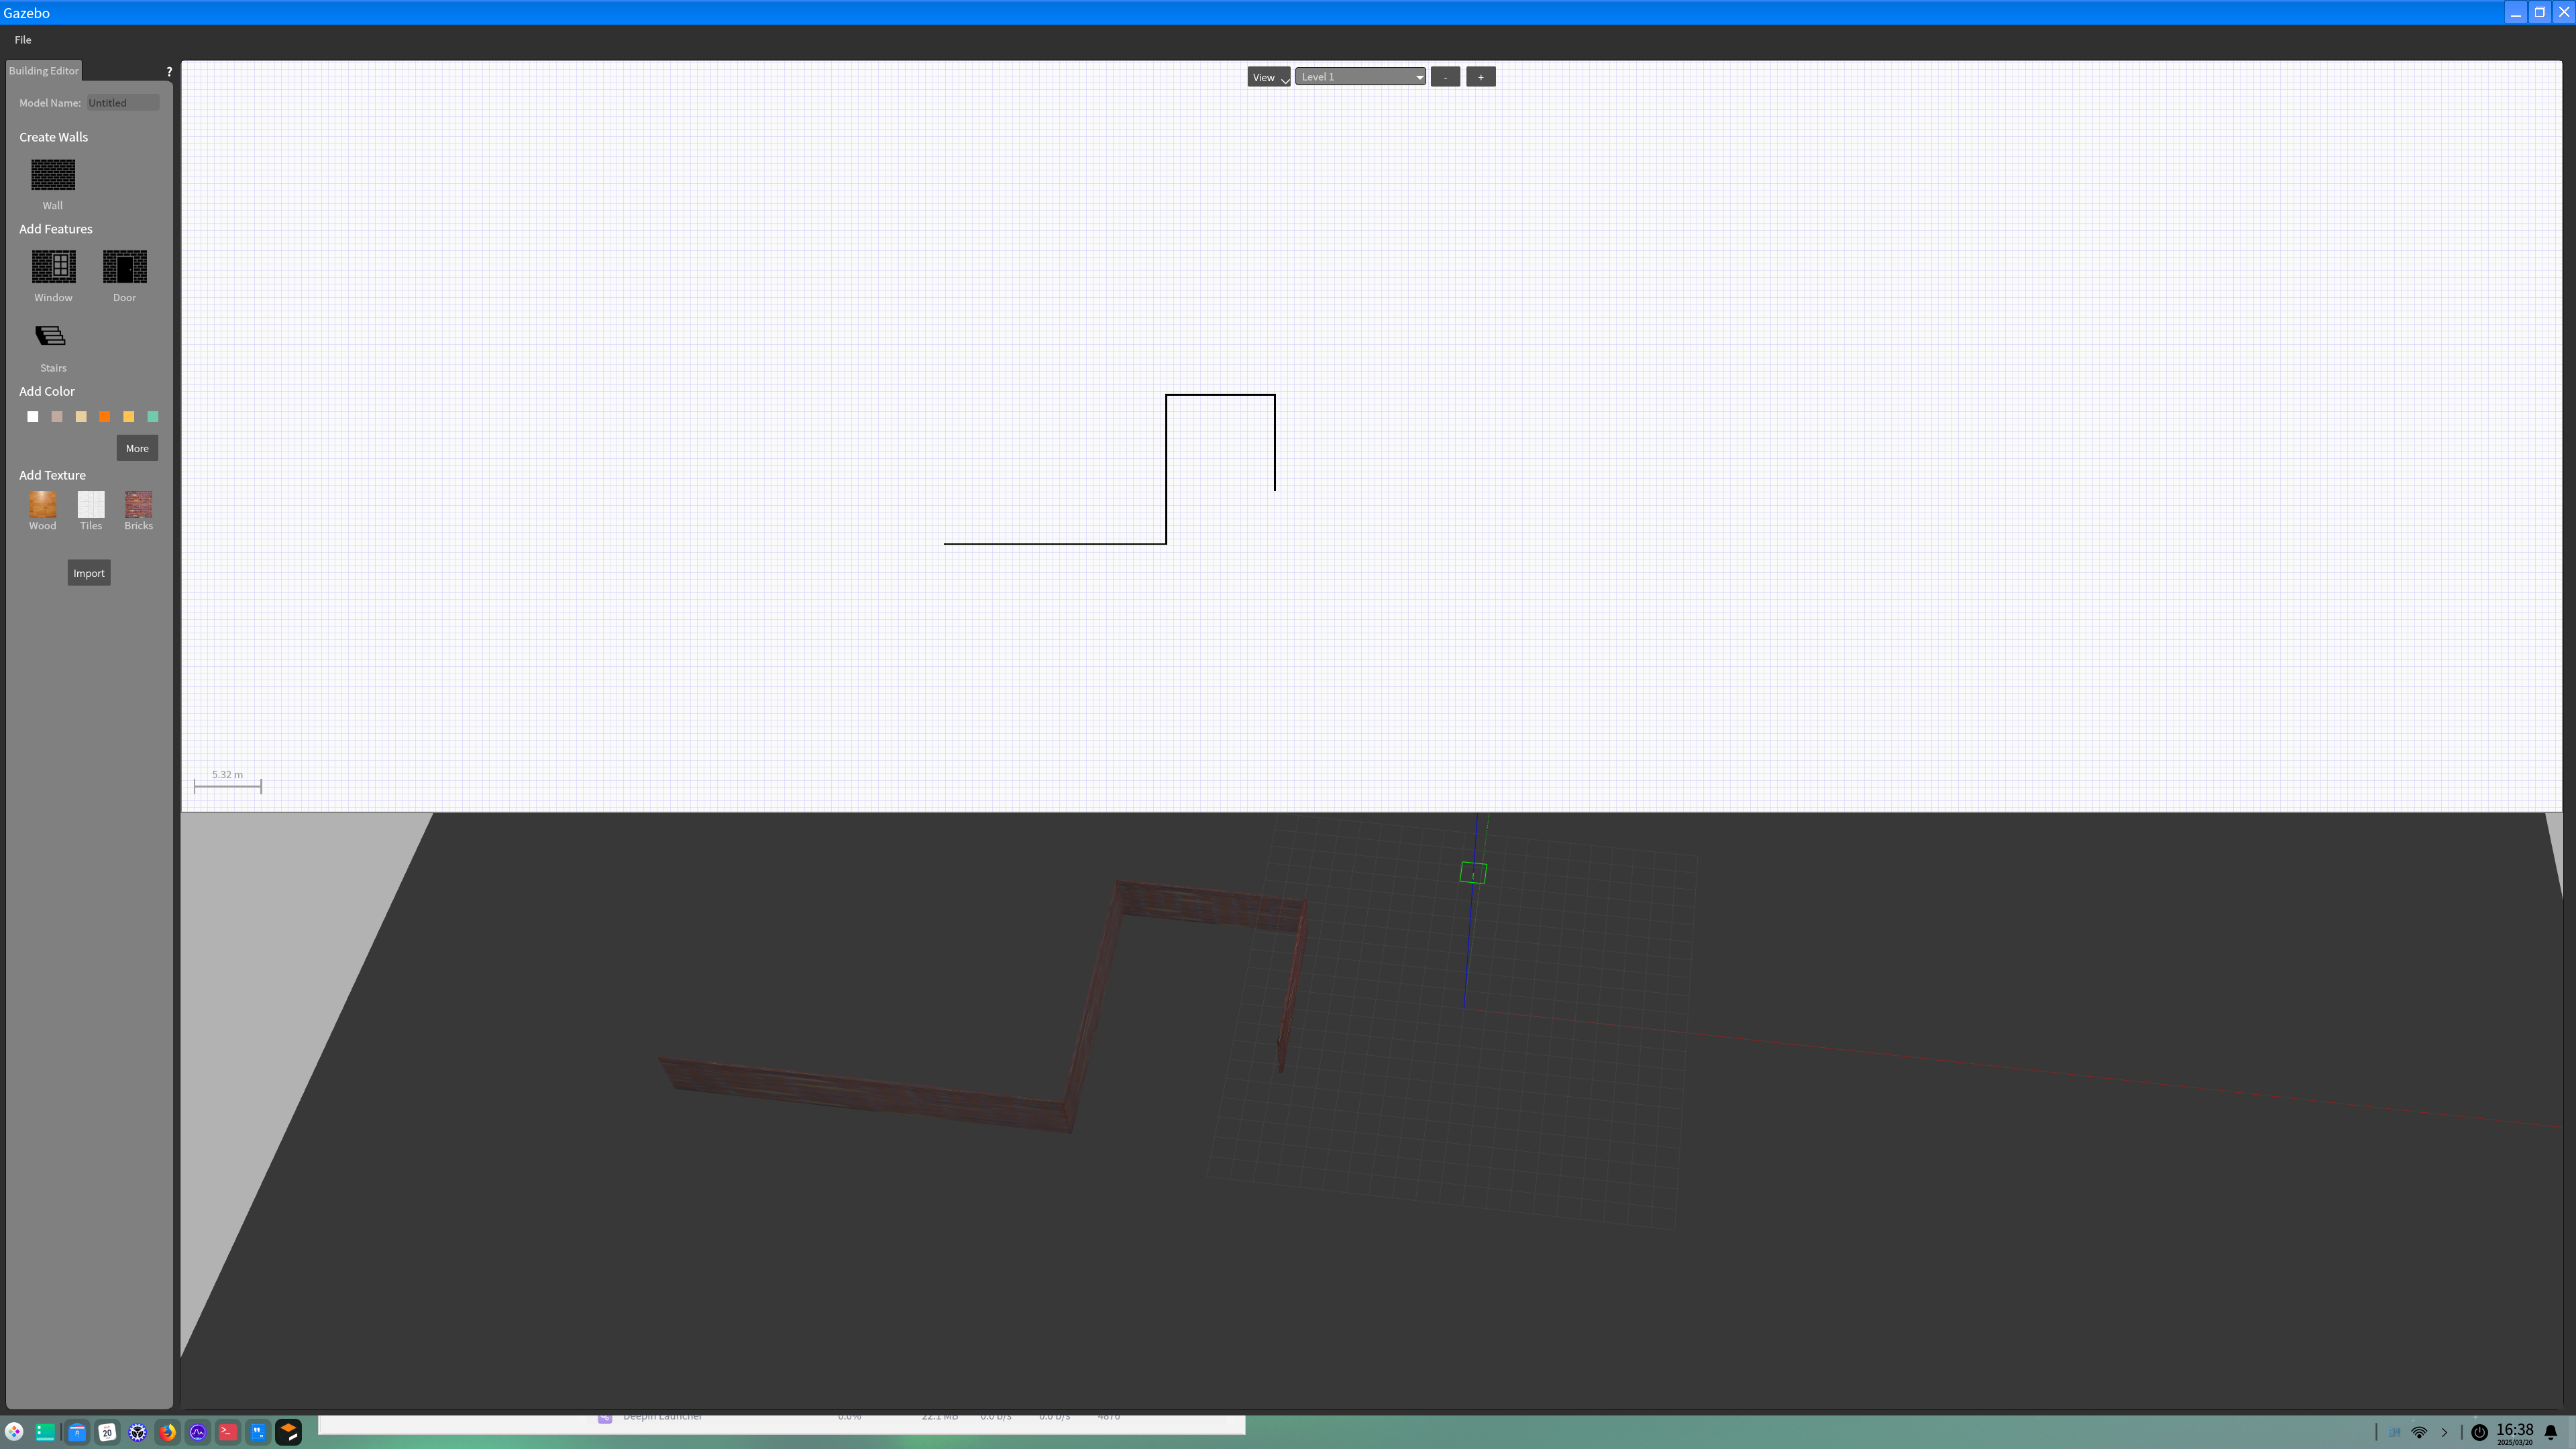 Gazebo
File
Building Editor
?
Model Name: Untitled
Create Walls
Wall
Add Features
Window Door
Stairs
Add Color
More
Add Texture
Wood Tiles Bricks
Import
View Level 1 - +
5.32 m
Deepin Launcher 0.0% 22.1 MB 0.0 b/s 0.0 b/s 4876
20
16:38
2025/03/20